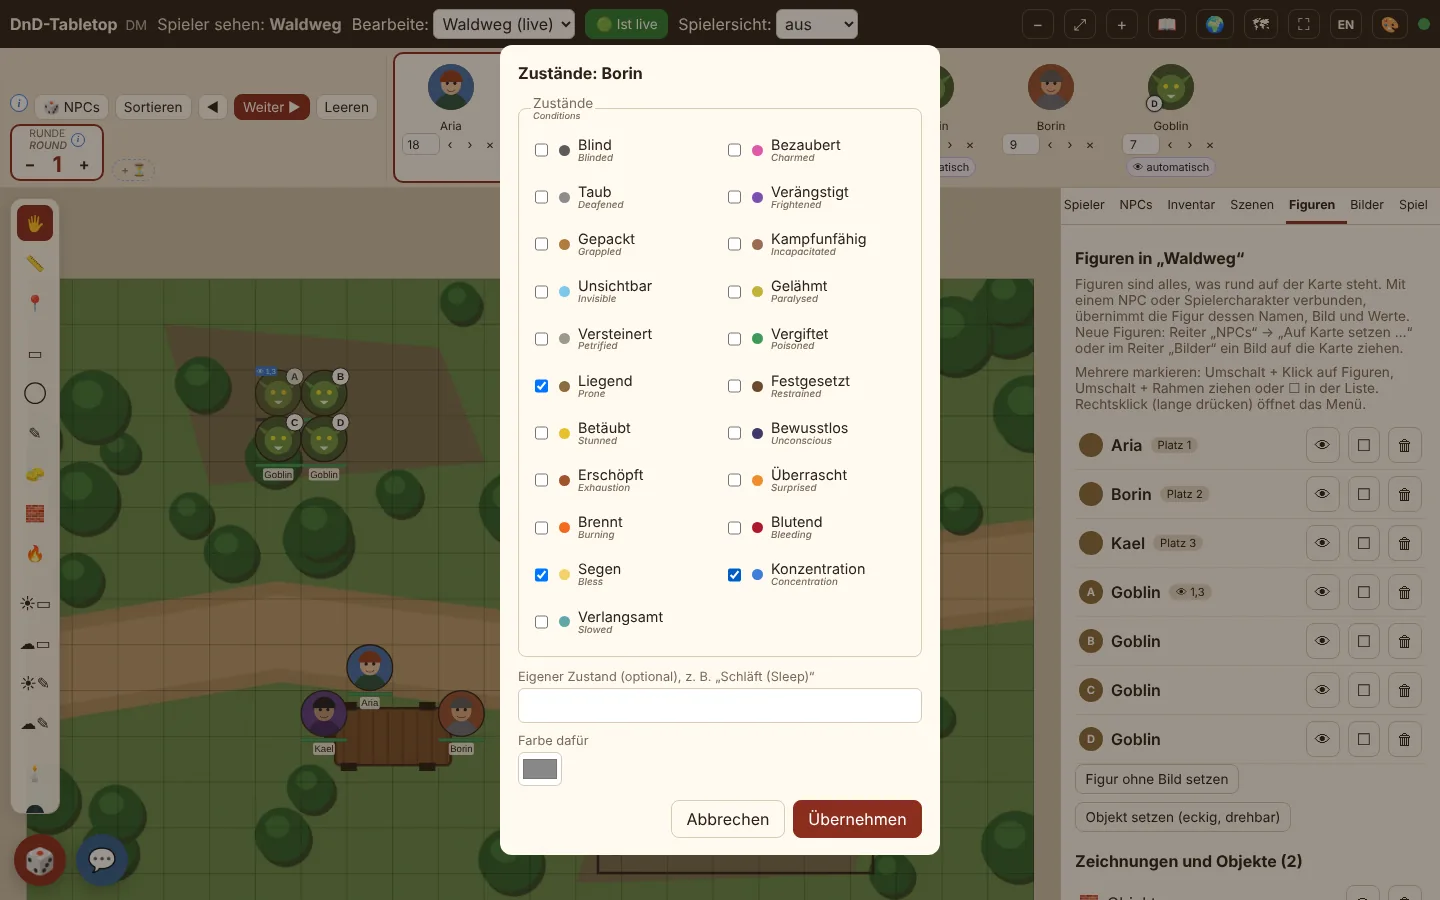 DnD-Tabletop DM Spieler sehen: Waldweg Bearbeite: Waldweg (live) Ist live Spielersicht: aus EN
NPCs Sortieren Weiter Leeren
RUNDE
ROUND
− 1 +
+
Aria
18 ‹ › ×
in
› ×
atisch
Borin
9 ‹ › ×
D
Goblin
7 ‹ › ×
automatisch
Zustände: Borin
Zustände
Conditions
Blind
Blinded
Bezaubert
Charmed
Taub
Deafened
Verängstigt
Frightened
Gepackt
Grappled
Kampfunfähig
Incapacitated
Unsichtbar
Invisible
Gelähmt
Paralysed
Versteinert
Petrified
Vergiftet
Poisoned
Liegend
Prone
Festgesetzt
Restrained
Betäubt
Stunned
Bewusstlos
Unconscious
Erschöpft
Exhaustion
Überrascht
Surprised
Brennt
Burning
Blutend
Bleeding
Segen
Bless
Konzentration
Concentration
Verlangsamt
Slowed
Eigener Zustand (optional), z. B. „Schläft (Sleep)“
Farbe dafür
Abbrechen Übernehmen
1,3
A B
C D
Goblin Goblin
Aria
Kael Borin
Spieler NPCs Inventar Szenen Figuren Bilder Spiel
Figuren in „Waldweg“
Figuren sind alles, was rund auf der Karte steht. Mit
einem NPC oder Spielercharakter verbunden,
übernimmt die Figur dessen Namen, Bild und Werte.
Neue Figuren: Reiter „NPCs“ → „Auf Karte setzen ...“
oder im Reiter „Bilder“ ein Bild auf die Karte ziehen.
Mehrere markieren: Umschalt + Klick auf Figuren,
Umschalt + Rahmen ziehen oder ☐ in der Liste.
Rechtsklick (lange drücken) öffnet das Menü.
Aria Platz 1
Borin Platz 2
Kael Platz 3
A Goblin 1,3
B Goblin
C Goblin
D Goblin
Figur ohne Bild setzen
Objekt setzen (eckig, drehbar)
Zeichnungen und Objekte (2)